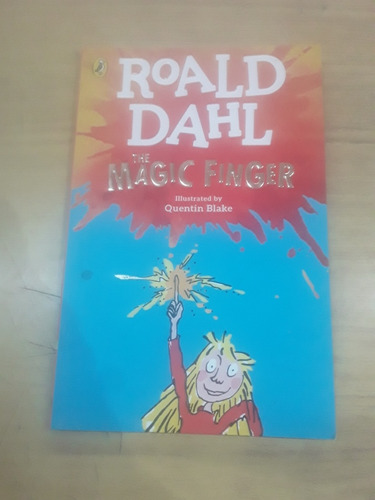 ROALD
DAHL
THE
MAGIC FINGER
Illustrated by
Quentin Blake